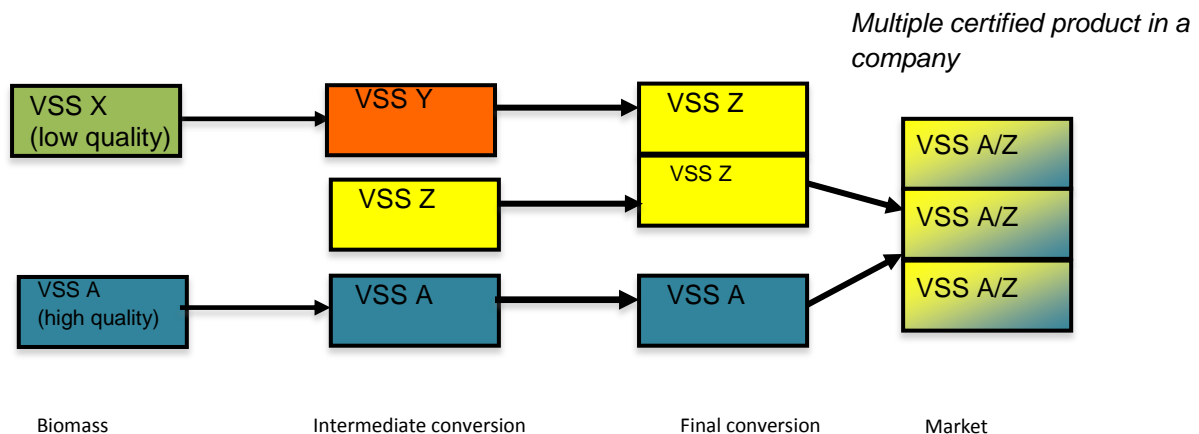 Multiple certified product in a
company
VSS X
(low quality)
VSS Y
VSS Z
VSS Z
VSS Z
VSS A/Z
VSS A/Z
VSS A/Z
VSS A
(high quality)
VSS A
VSS A
Biomass
Intermediate conversion
Final conversion
Market